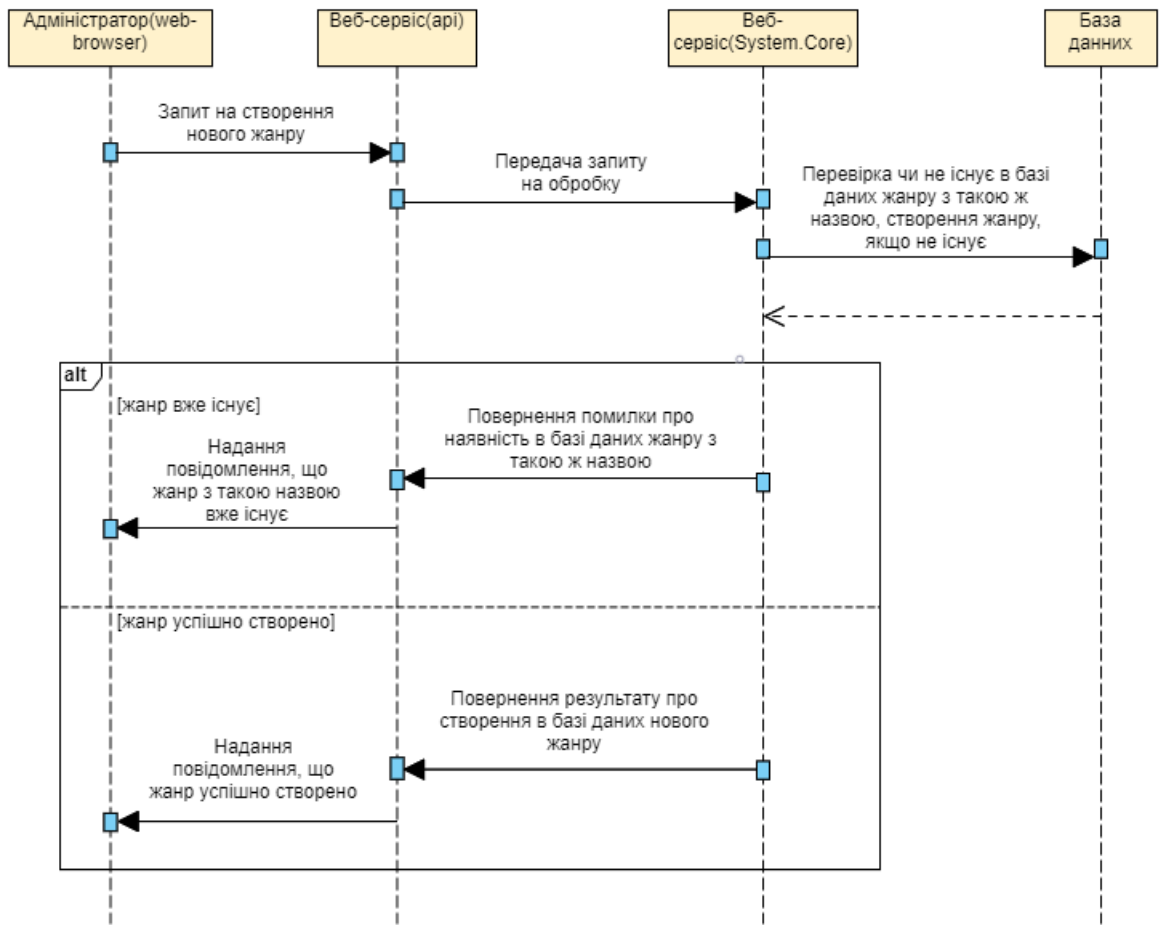 Адміністратор(web-
browser)
Веб-сервіс(api)
Веб-
сервіс(System.Core)
База
данних
Запит на створення
нового жанру
Передача запиту
на обробку
Перевірка чи не існує в базі
даних жанру з такою ж
назвою, створення жанру,
якщо не існує
alt
[жанр вже існує]
Повернення помилки про
наявність в базі даних жанру з
такою ж назвою
Надання
повідомлення, що
жанр з такою назвою
вже існує
[жанр успішно створено]
Повернення результату про
створення в базі даних нового
жанру
Надання
повідомлення, що
жанр успішно створено